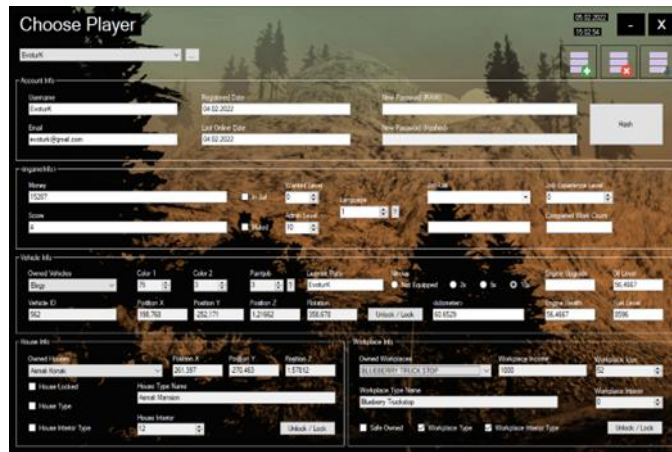 Choose Player
05.02.2022
15:02:54
- X
EvoturK
...
Account Info
Username
Registered Date
New Password (RAW)
EvoturK
04.02.2022
Hash
Email
Last Online Date
New Password (Hashed)
evoturk@gmail.com
04.02.2022
Ingame Info
Money
Wanted Level
Language
Job Experience Level
15287
In Jail
0
1
?
0
Score
Muted
Admin Level
Completed Work Count
4
10
Vehicle Info
Owned Vehicles
Color 1
Color 2
Paintjob
License Plate
Nitrous
Engine Upgrade
Oil Level
Elegy
75
3
3
?
EvoturK
Not Equipped
2x
5x
10x
56,4667
Vehicle ID
Position X
Position Y
Position Z
Rotation
Unlock / Lock
Kilometers
Engine Health
Fuel Level
562
198,768
252,171
1,21662
358,678
60,6529
56,4667
8596
House Info
Owned Houses
Position X
Position Y
Position Z
Asmali Konak
261,397
270,463
1,57812
House Locked
House Type Name
House Type
Asmali Mansion
House Interior Type
House Interior
12
Unlock / Lock
Workplace Info
Owned Workplaces
Workplace Income
Workplace Icon
BLUEBERRY TRUCK STOP
1000
52
Workplace Type Name
Workplace Interior
Blueberry Truckstop
0
Safe Owned
Workplace Type
Workplace Interior Type
Unlock / Lock